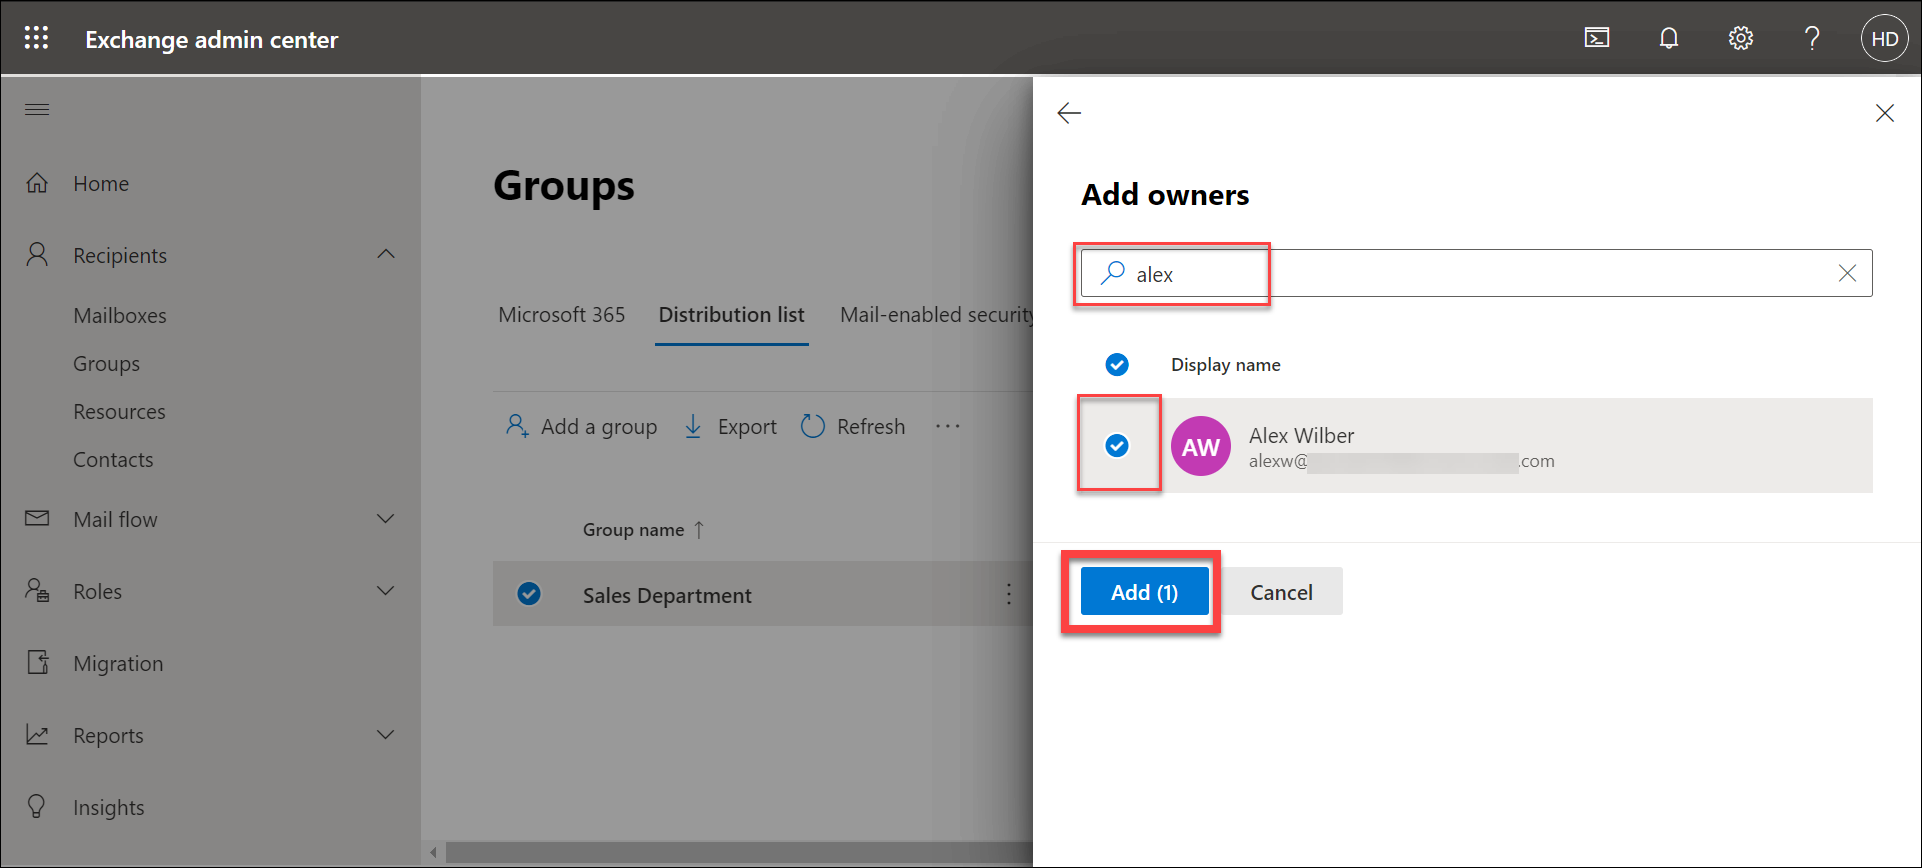 Exchange admin center
HD
Home
Recipients
Mailboxes
Groups
Resources
Contacts
Mail flow
Roles
Migration
Reports
Insights
Groups
Microsoft 365 Distribution list Mail-enabled security
Add a group Export Refresh ...
Group name ↑
Sales Department
Add owners
alex
Display name
AW
Alex Wilber
alexw@ .com
Add (1) Cancel